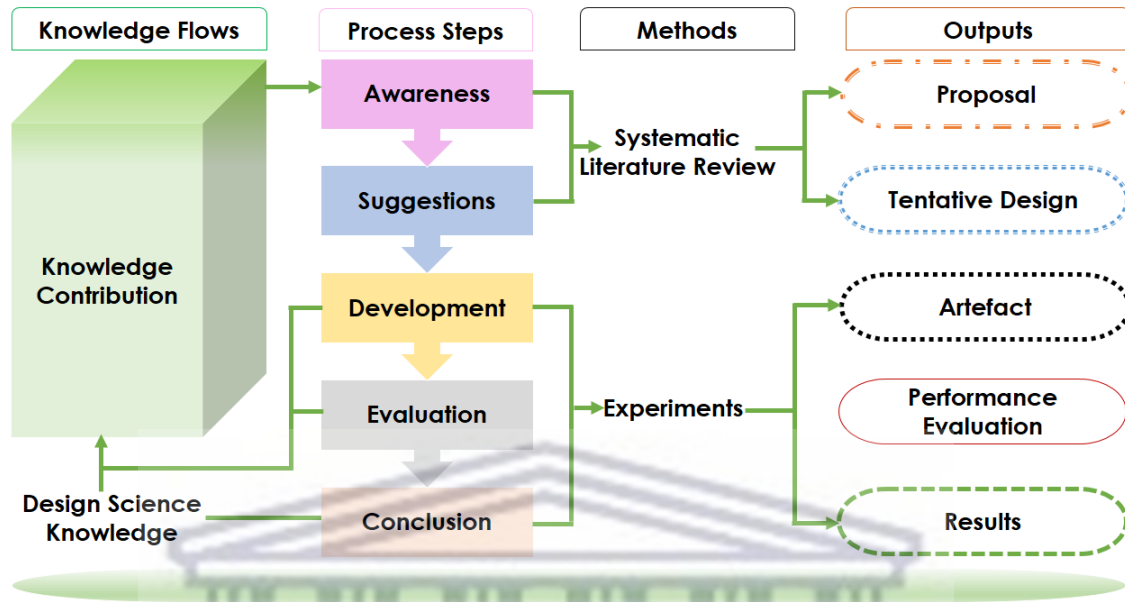 Knowledge Flows
Process Steps
Methods
Outputs
Knowledge
Contribution
Design Science
Knowledge
Awareness
Suggestions
Development
Evaluation
Conclusion
Systematic
Literature Review
Experiments
Proposal
Tentative Design
Artefact
Performance
Evaluation
Results